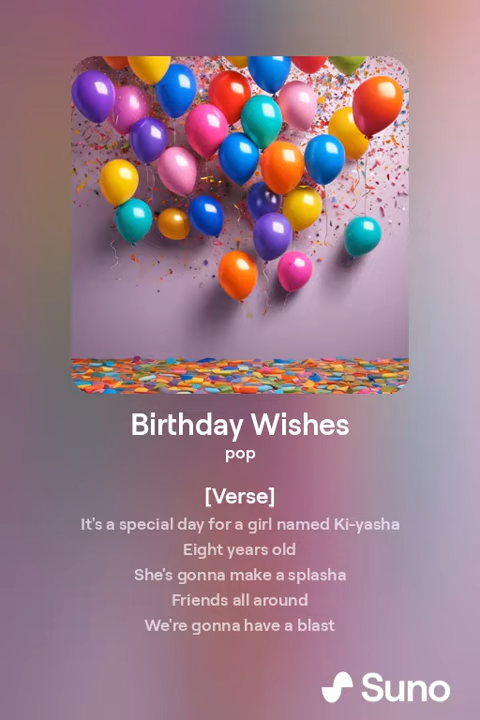 Birthday Wishes
pop
[Verse]
It's a special day for a girl named Ki-yasha
Eight years old
She's gonna make a splasha
Friends all around
We're gonna have a blast
Suno